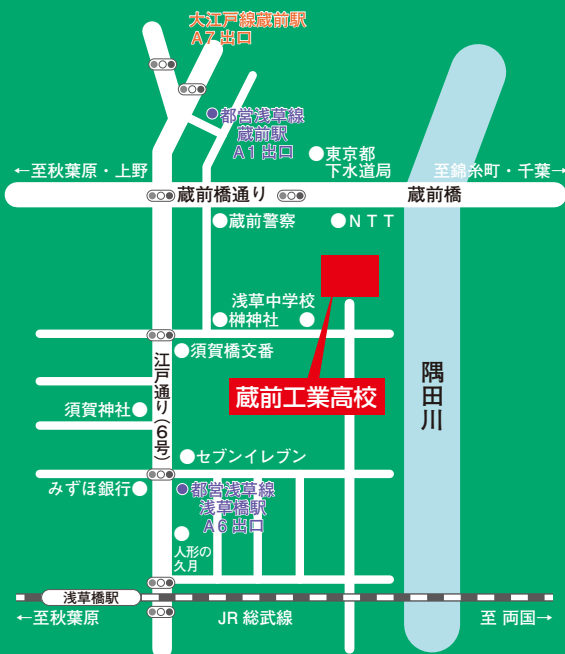 大江戸線蔵前駅
A7出口
都営浅草線
蔵前駅
A1出口
東京都
下水道局
←至秋葉原・上野
至錦糸町・千葉→
蔵前橋通り
蔵前橋
蔵前警察
NTT
浅草中学校
榊神社
須賀橋交番
蔵前工業高校
江戸通り(6号)
隅田川
須賀神社
セブンイレブン
みずほ銀行
都営浅草線
浅草橋駅
A6出口
人形の
久月
浅草橋駅
←至秋葉原
JR総武線
至 両国→